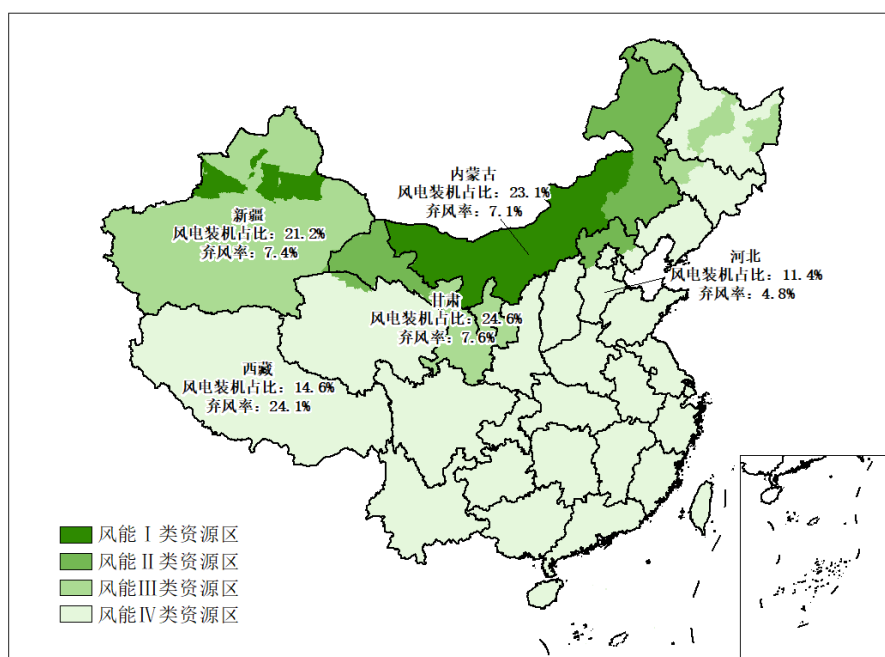 内蒙古
风电装机占比：23.1%
弃风率：7.1%
新疆
风电装机占比：21.2%
弃风率：7.4%
河北
风电装机占比：11.4%
弃风率：4.8%
甘肃
风电装机占比：24.6%
弃风率：7.6%
西藏
风电装机占比：14.6%
弃风率：24.1%
风能Ⅰ类资源区
风能Ⅱ类资源区
风能Ⅲ类资源区
风能Ⅳ类资源区